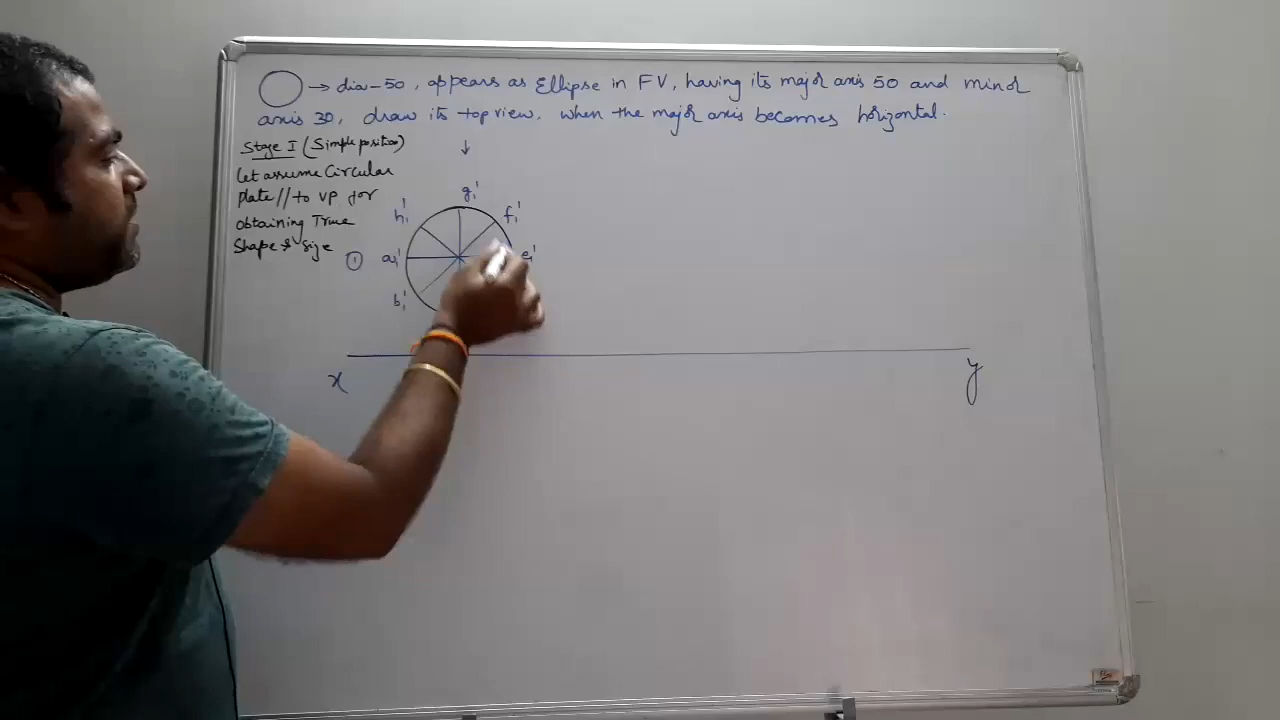 → dia-50, appears as Ellipse in FV, having its major axis 50 and minor
axis 30, draw its top view, when the major axis becomes horizontal.
Stage I (Simple position)
Let assume Circular
plate // to VP for
obtaining True
Shape & size
↓
g₁'
h₁' f₁'
① a₁' e₁'
b₁'
x y